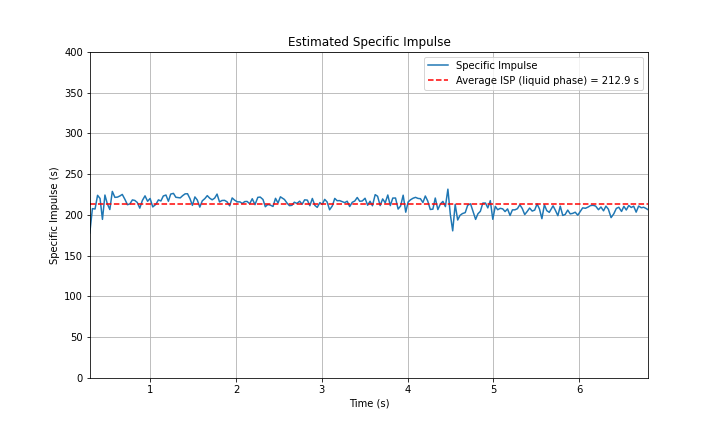 Estimated Specific Impulse
Specific Impulse
Average ISP (liquid phase) = 212.9 s
Specific Impulse (s)
400
350
300
250
200
150
100
50
0
1 2 3 4 5 6
Time (s)